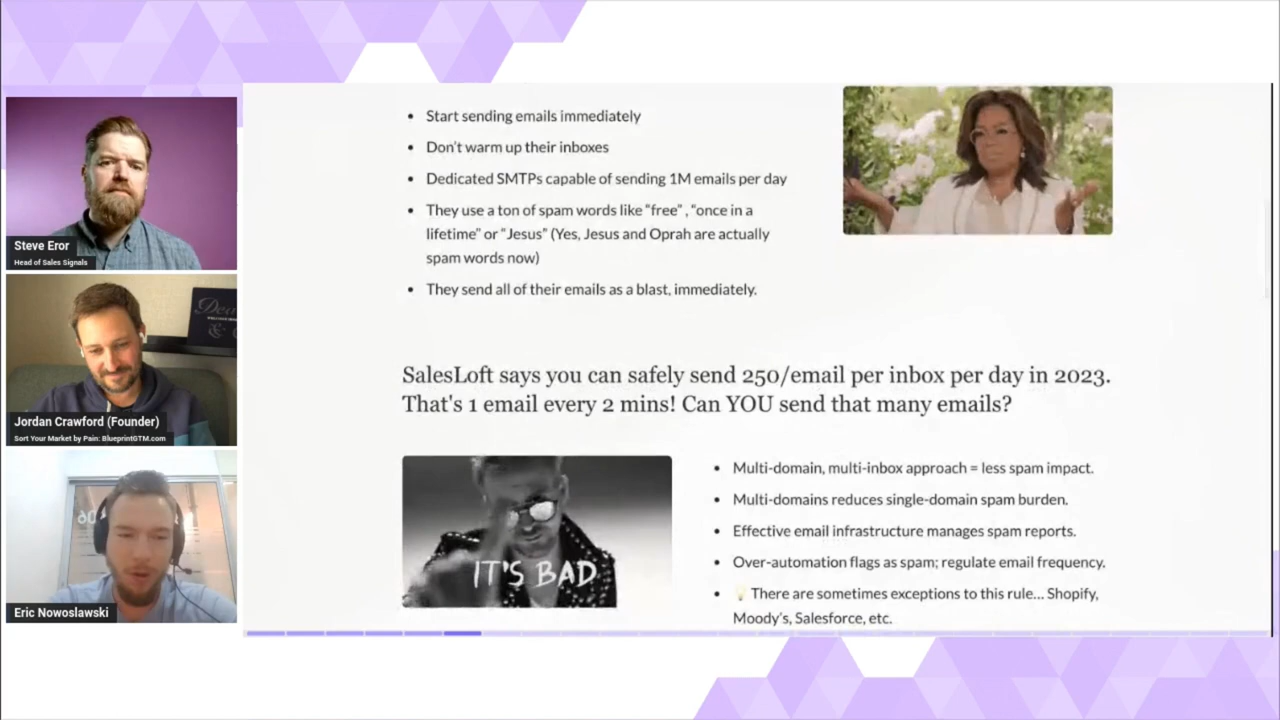 Steve Eror
Head of Sales Signals
Jordan Crawford (Founder)
Sort Your Market by Pain: BlueprintGTM.com
Eric Nowoslawski
Start sending emails immediately
Don't warm up their inboxes
Dedicated SMTPs capable of sending 1M emails per day
They use a ton of spam words like "free" , "once in a
lifetime" or "Jesus" (Yes, Jesus and Oprah are actually
spam words now)
They send all of their emails as a blast, immediately.
SalesLoft says you can safely send 250/email per inbox per day in 2023.
That's 1 email every 2 mins! Can YOU send that many emails?
IT'S BAD
Multi-domain, multi-inbox approach = less spam impact.
Multi-domains reduces single-domain spam burden.
Effective email infrastructure manages spam reports.
Over-automation flags as spam; regulate email frequency.
💡 There are sometimes exceptions to this rule... Shopify,
Moody's, Salesforce, etc.